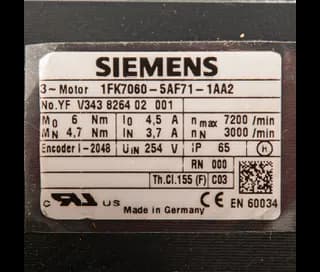 SIEMENS
3~Motor 1FK7060-5AF71-1AA2
No.YF V343 8264 02 001
M0 6 Nm I0 4,5 A nmax 7200 /min
MN 4,7 Nm IN 3,7 A nN 3000 /min
Encoder I-2048 UIN 254 V IP 65 H
RN 000
Th.Cl.155 (F) C03
c RU US CE EN 60034
Made in Germany